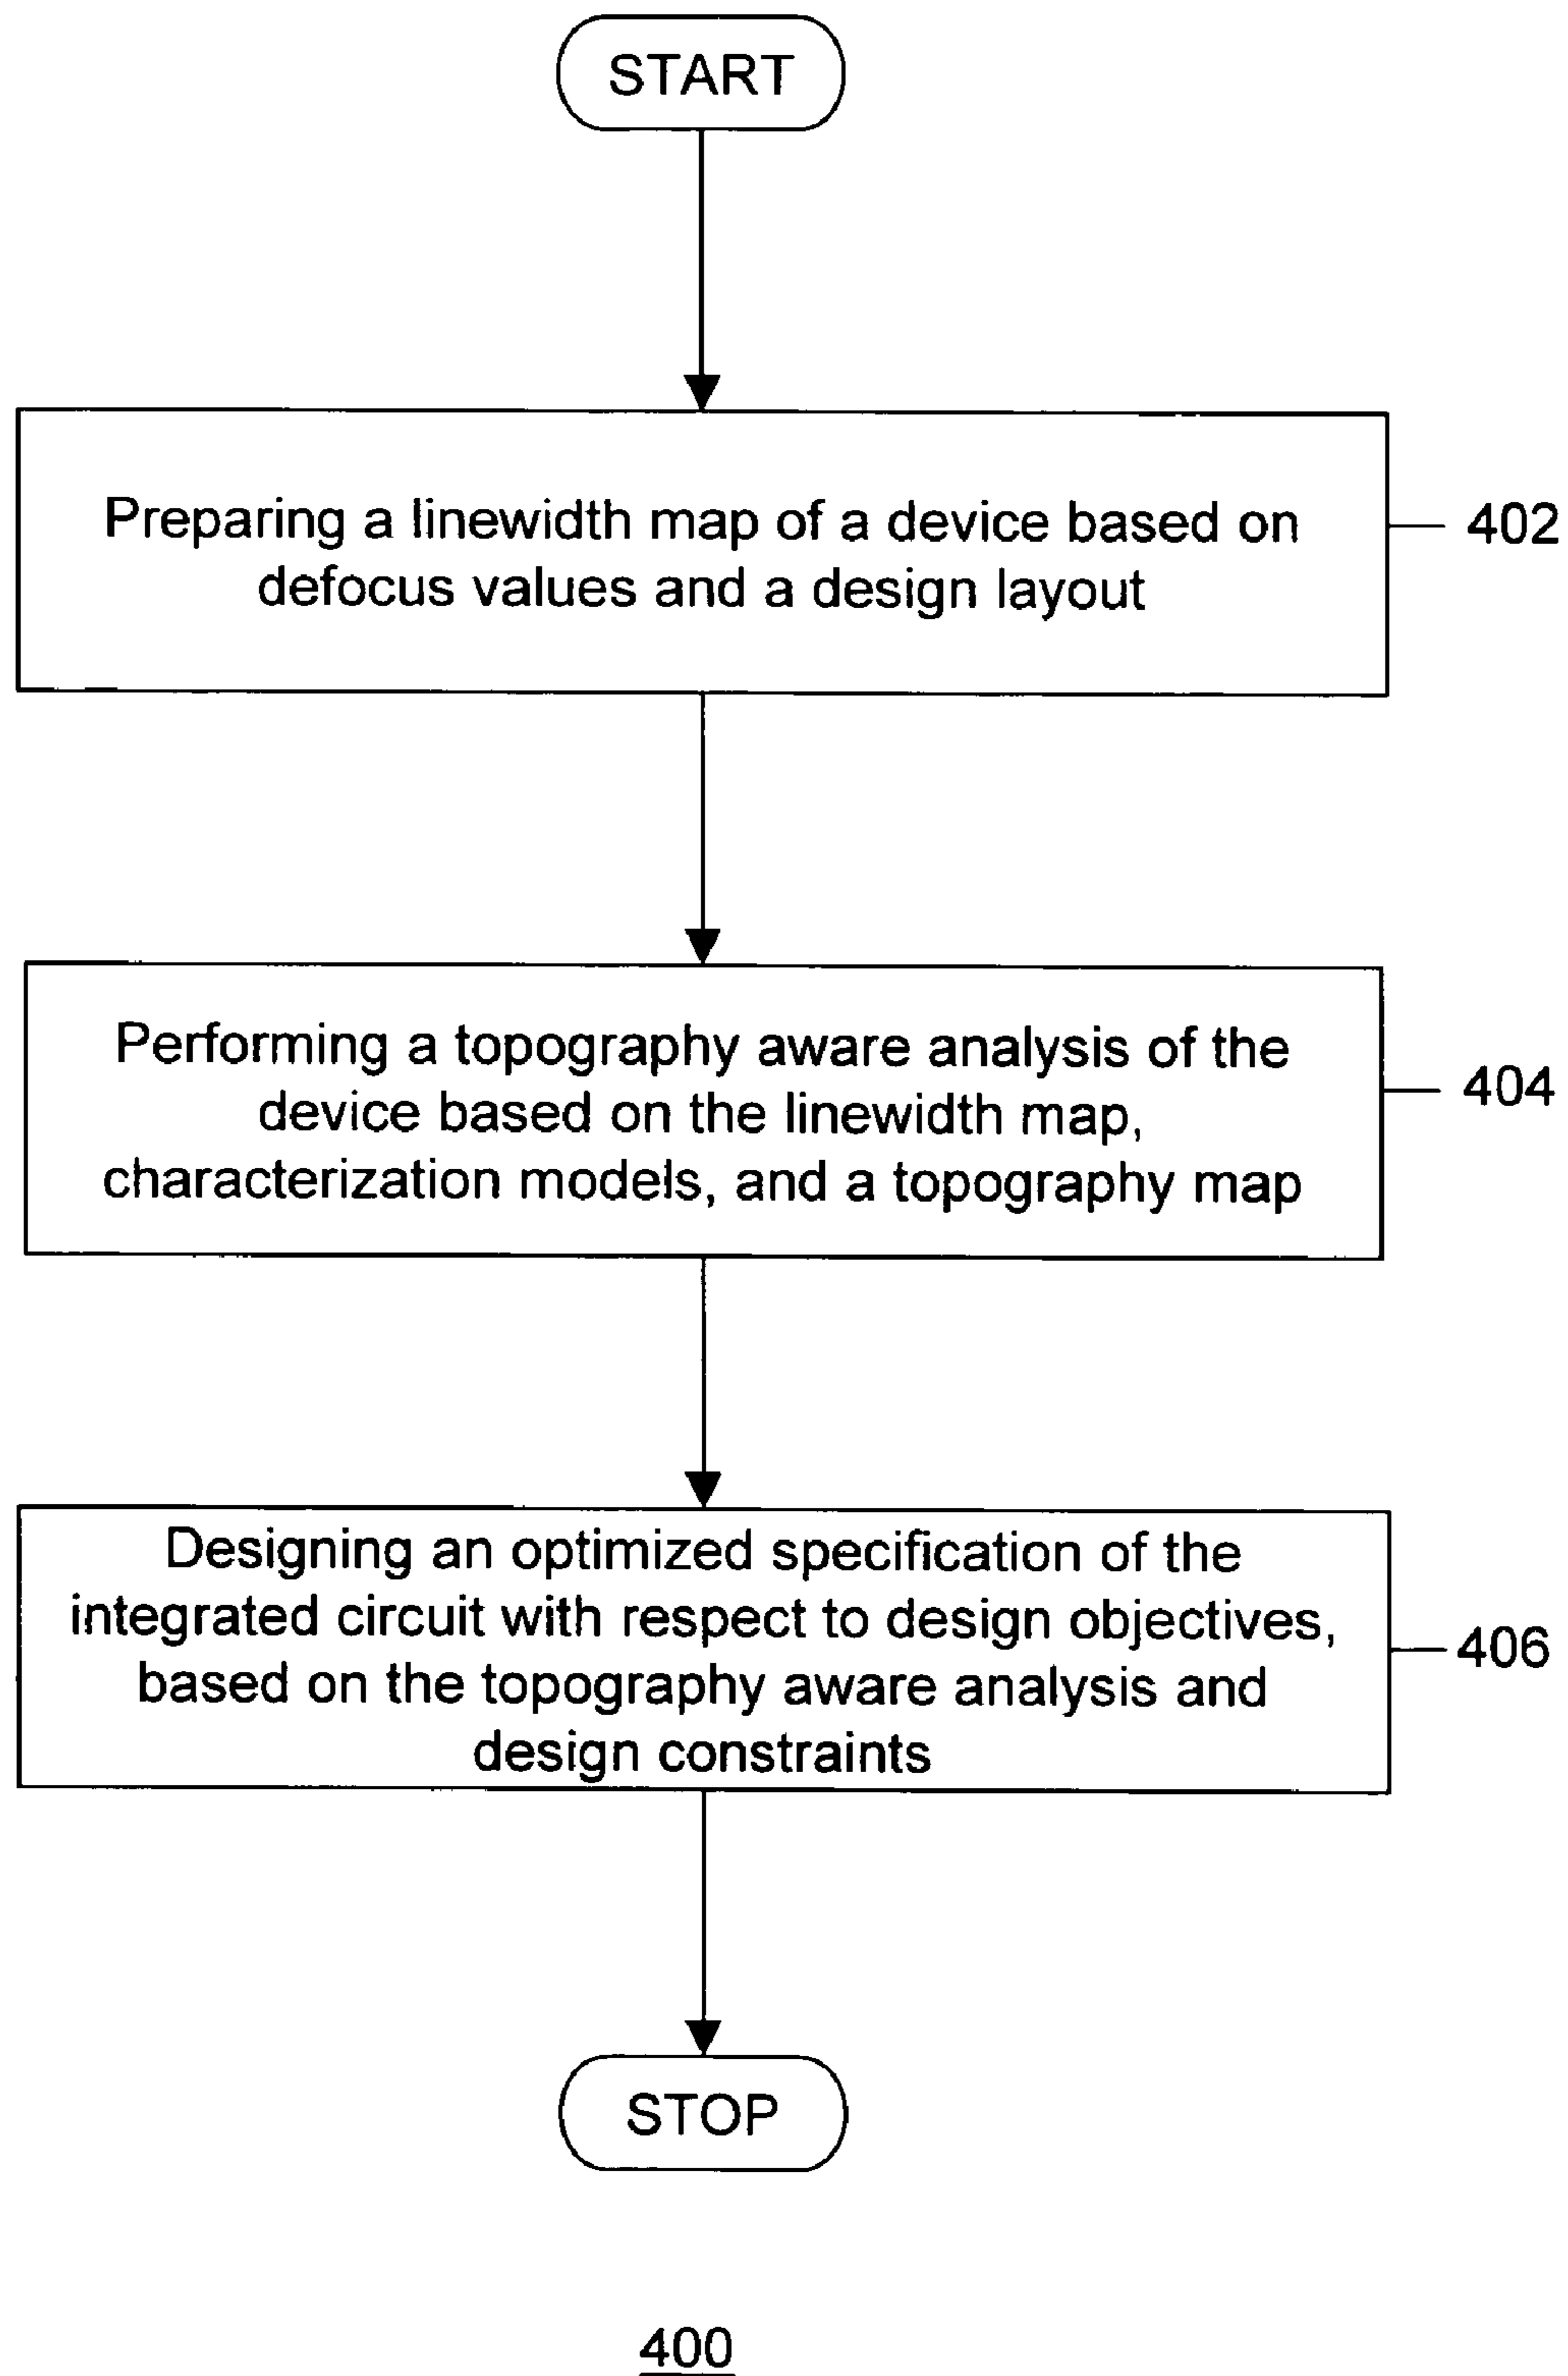 START
Preparing a linewidth map of a device based on
defocus values and a design layout
402
Performing a topography aware analysis of the
device based on the linewidth map,
characterization models, and a topography map
404
Designing an optimized specification of the
integrated circuit with respect to design objectives,
based on the topography aware analysis and
design constraints
406
STOP
400